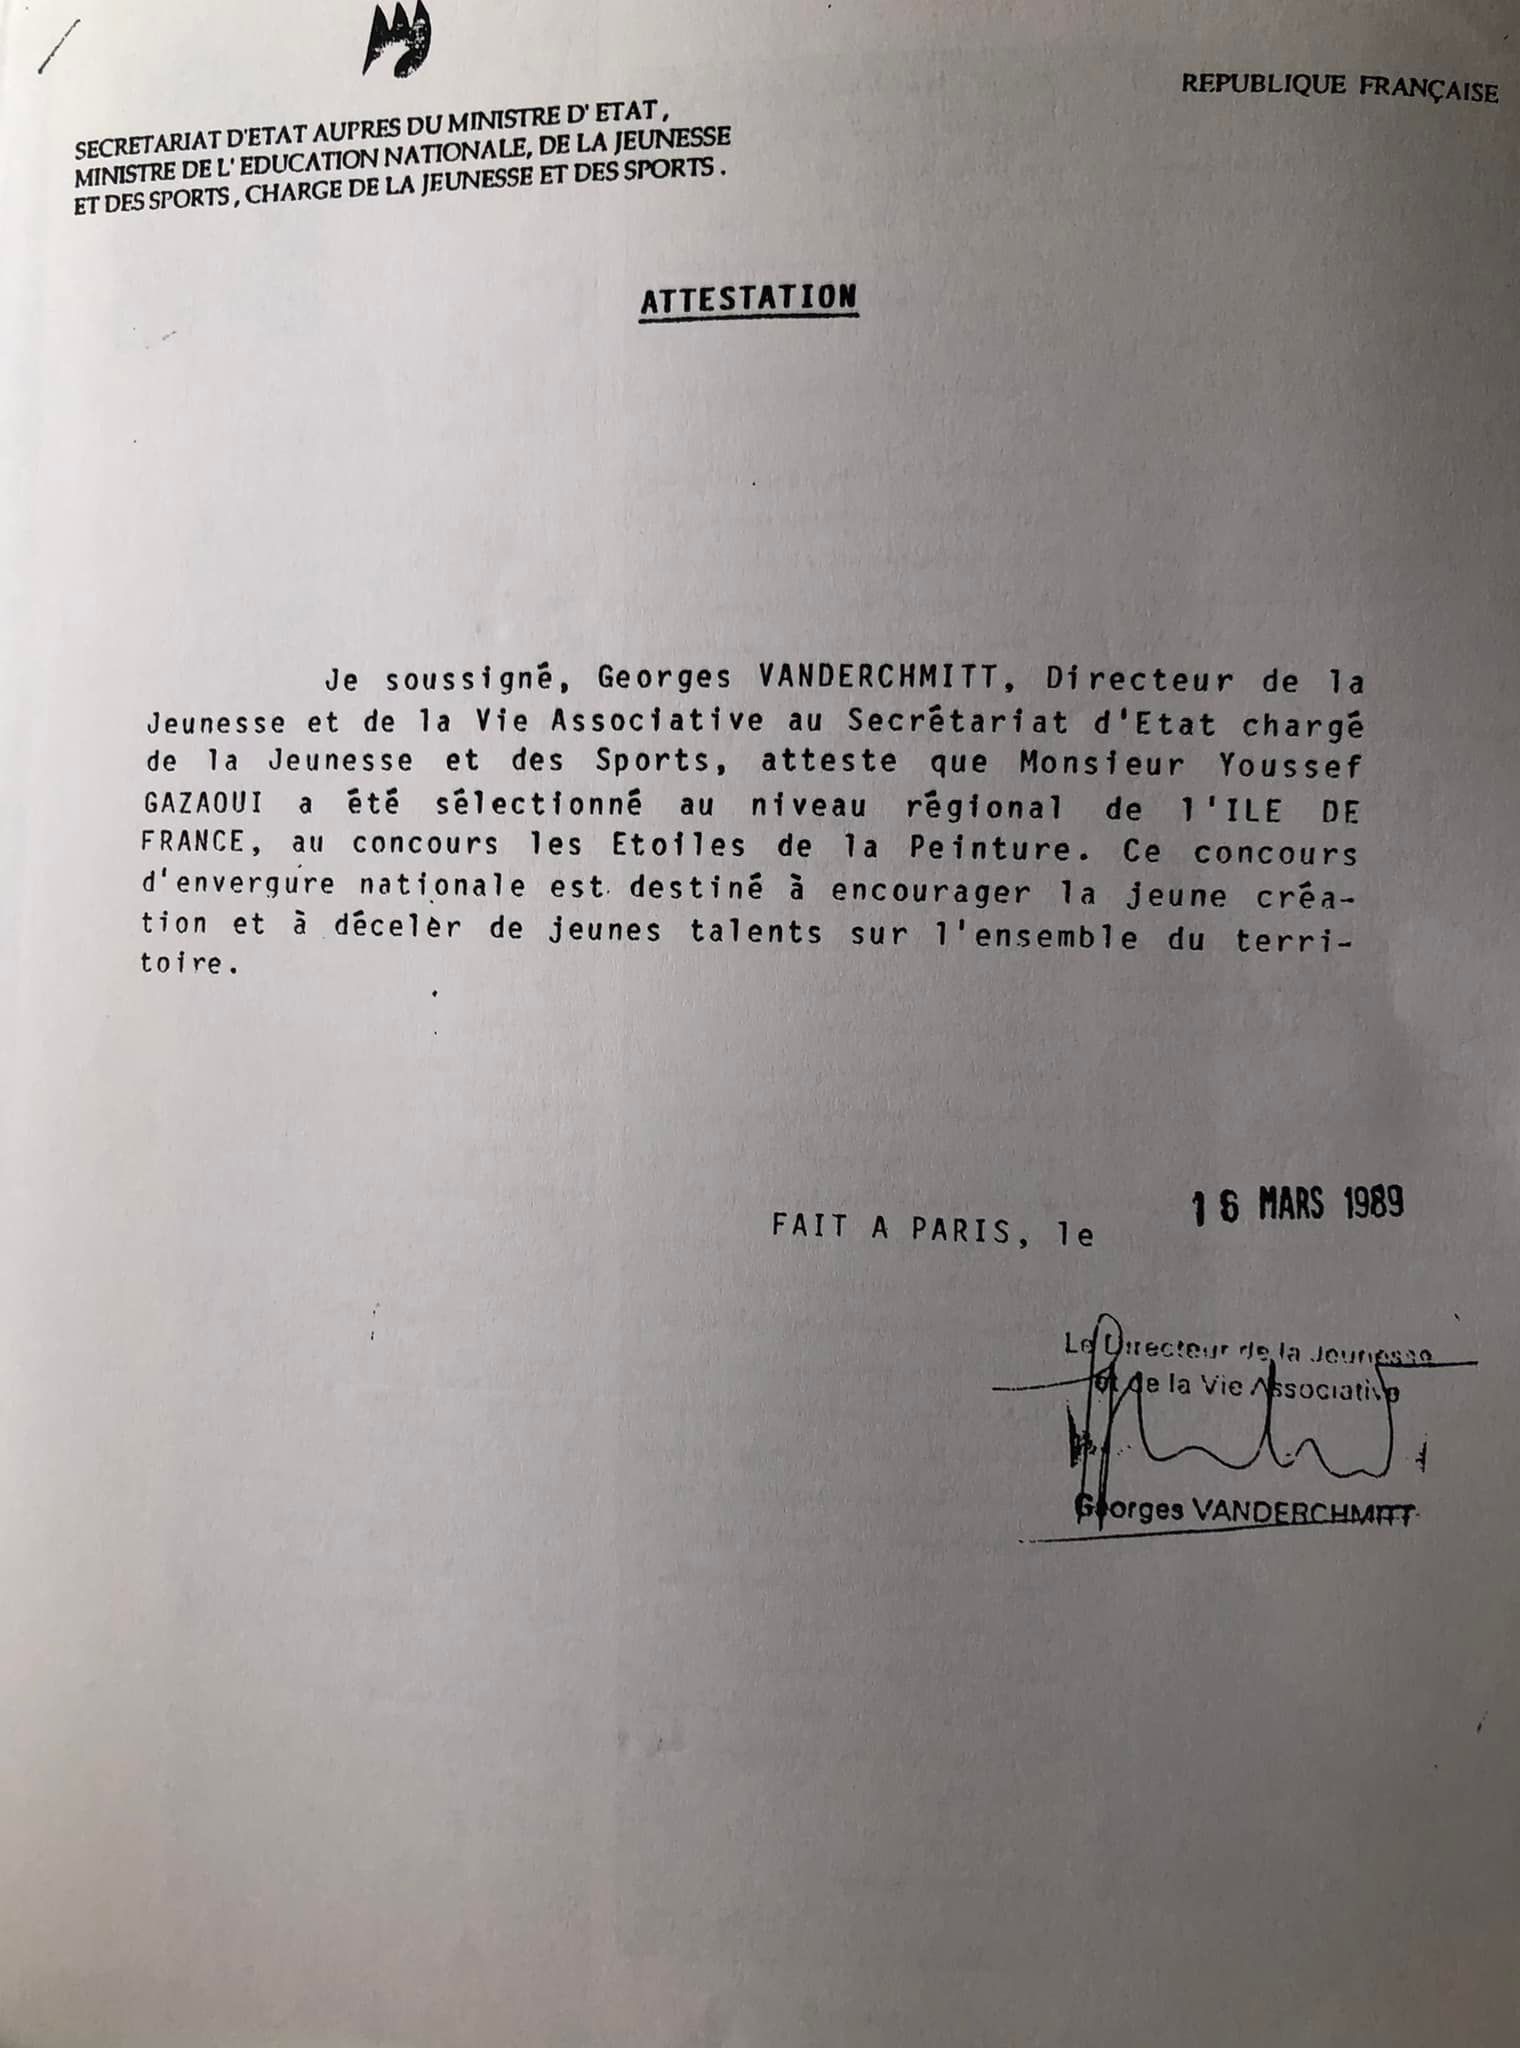 REPUBLIQUE FRANÇAISE
SECRETARIAT D'ETAT AUPRES DU MINISTRE D' ETAT,
MINISTRE DE L' EDUCATION NATIONALE, DE LA JEUNESSE
ET DES SPORTS, CHARGE DE LA JEUNESSE ET DES SPORTS.
ATTESTATION
Je soussigné, Georges VANDERCHMITT, Directeur de la
Jeunesse et de la Vie Associative au Secrétariat d'Etat chargé
de la Jeunesse et des Sports, atteste que Monsieur Youssef
GAZAOUI a été sélectionné au niveau régional de l'ILE DE
FRANCE, au concours les Etoiles de la Peinture. Ce concours
d'envergure nationale est destiné à encourager la jeune créa-
tion et à décelèr de jeunes talents sur l'ensemble du terri-
toire.
FAIT A PARIS, le 16 MARS 1989
Le Directeur de la Jeunesse
et de la Vie Associative
Georges VANDERCHMITT